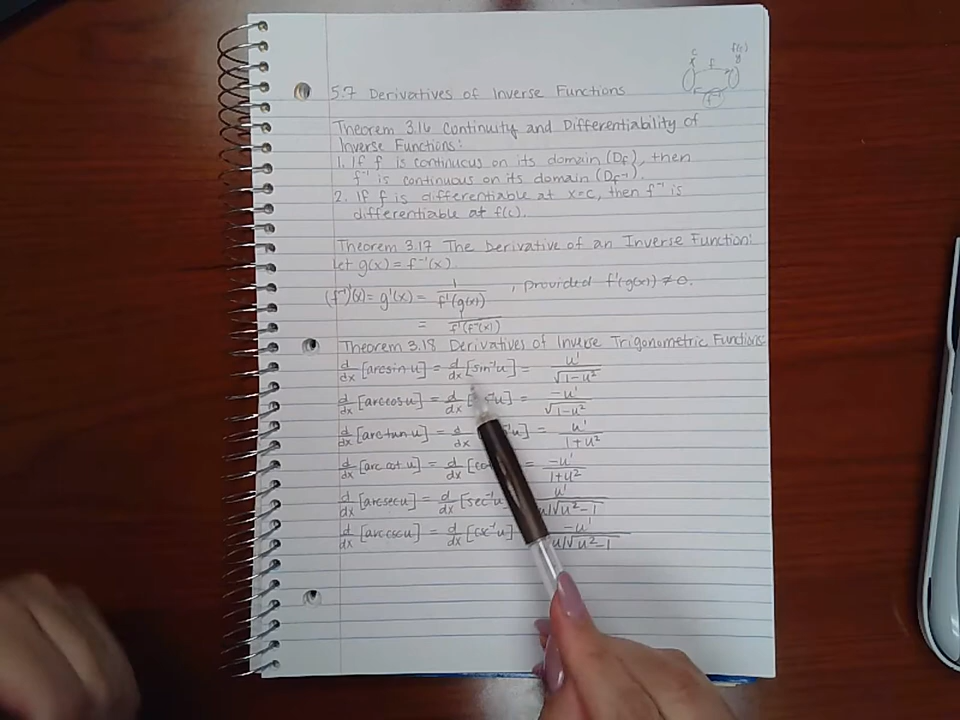 c f(c)
x f y
f⁻¹
5.7 Derivatives of Inverse Functions
Theorem 3.16 Continuity and Differentiability of
Inverse Functions:
1. If f is continuous on its domain (Df), then
f⁻¹ is continuous on its domain (Df⁻¹).
2. If f is differentiable at x=c, then f⁻¹ is
differentiable at f(c).
Theorem 3.17 The Derivative of an Inverse Function:
Let g(x) = f⁻¹(x).
(f⁻¹)'(x) = g'(x) = 1/f'(g(x)) , provided f'(g(x)) ≠ 0.
= 1/f'(f⁻¹(x))
Theorem 3.18 Derivatives of Inverse Trigonometric Functions:
d/dx [arcsin u] = d/dx [sin⁻¹u] = u'/√(1-u²)
d/dx [arccos u] = d/dx [ ⁻¹u] = -u'/√(1-u²)
d/dx [arctan u] = d/dx [ ⁻¹u] = u'/(1+u²)
d/dx [arccot u] = d/dx [cot = -u'/(1+u²)
d/dx [arcsec u] = d/dx [sec⁻¹u u'/|u|√(u²-1)
d/dx [arccsc u] = d/dx [csc⁻¹u] -u'/|u|√(u²-1)